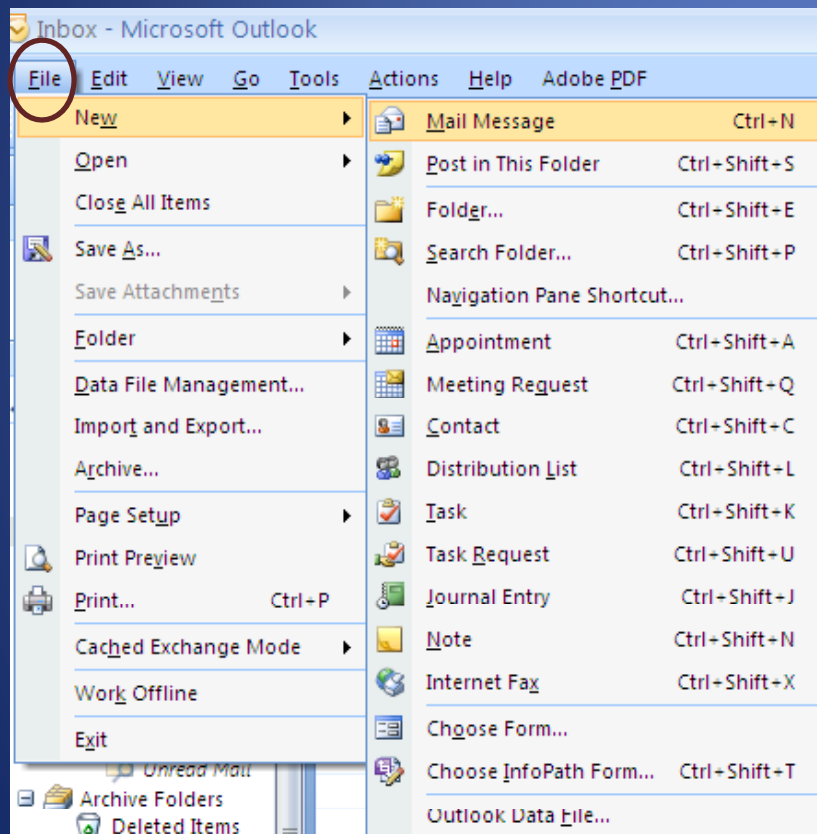 Inbox - Microsoft Outlook
File Edit View Go Tools Actions Help Adobe PDF
New
Open
Close All Items
Save As...
Save Attachments
Folder
Data File Management...
Import and Export...
Archive...
Page Setup
Print Preview
Print... Ctrl+P
Cached Exchange Mode
Work Offline
Exit
Mail Message Ctrl+N
Post in This Folder Ctrl+Shift+S
Folder... Ctrl+Shift+E
Search Folder... Ctrl+Shift+P
Navigation Pane Shortcut...
Appointment Ctrl+Shift+A
Meeting Request Ctrl+Shift+Q
Contact Ctrl+Shift+C
Distribution List Ctrl+Shift+L
Task Ctrl+Shift+K
Task Request Ctrl+Shift+U
Journal Entry Ctrl+Shift+J
Note Ctrl+Shift+N
Internet Fax Ctrl+Shift+X
Choose Form...
Choose InfoPath Form... Ctrl+Shift+T
Outlook Data File...
Unread Mail
Archive Folders
Deleted Items